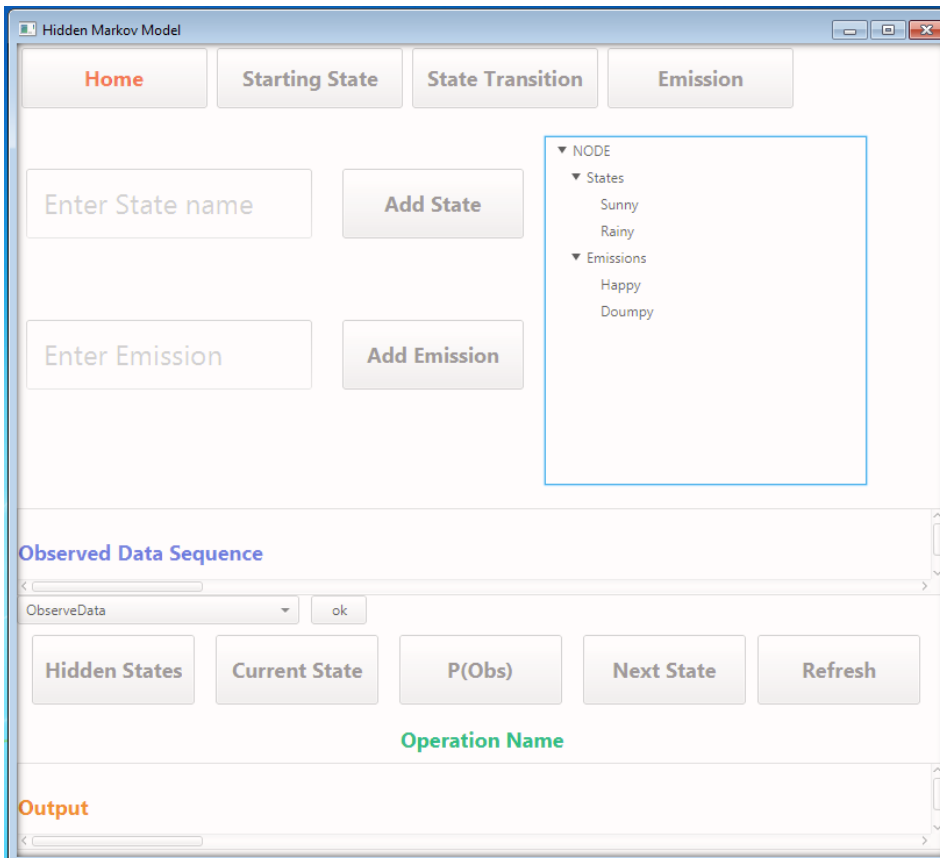 Hidden Markov Model
Home Starting State State Transition Emission
NODE
States
Enter State name Add State Sunny
Rainy
Emissions
Happy
Doumpy
Enter Emission Add Emission
Observed Data Sequence
ObserveData ok
Hidden States Current State P(Obs) Next State Refresh
Operation Name
Output